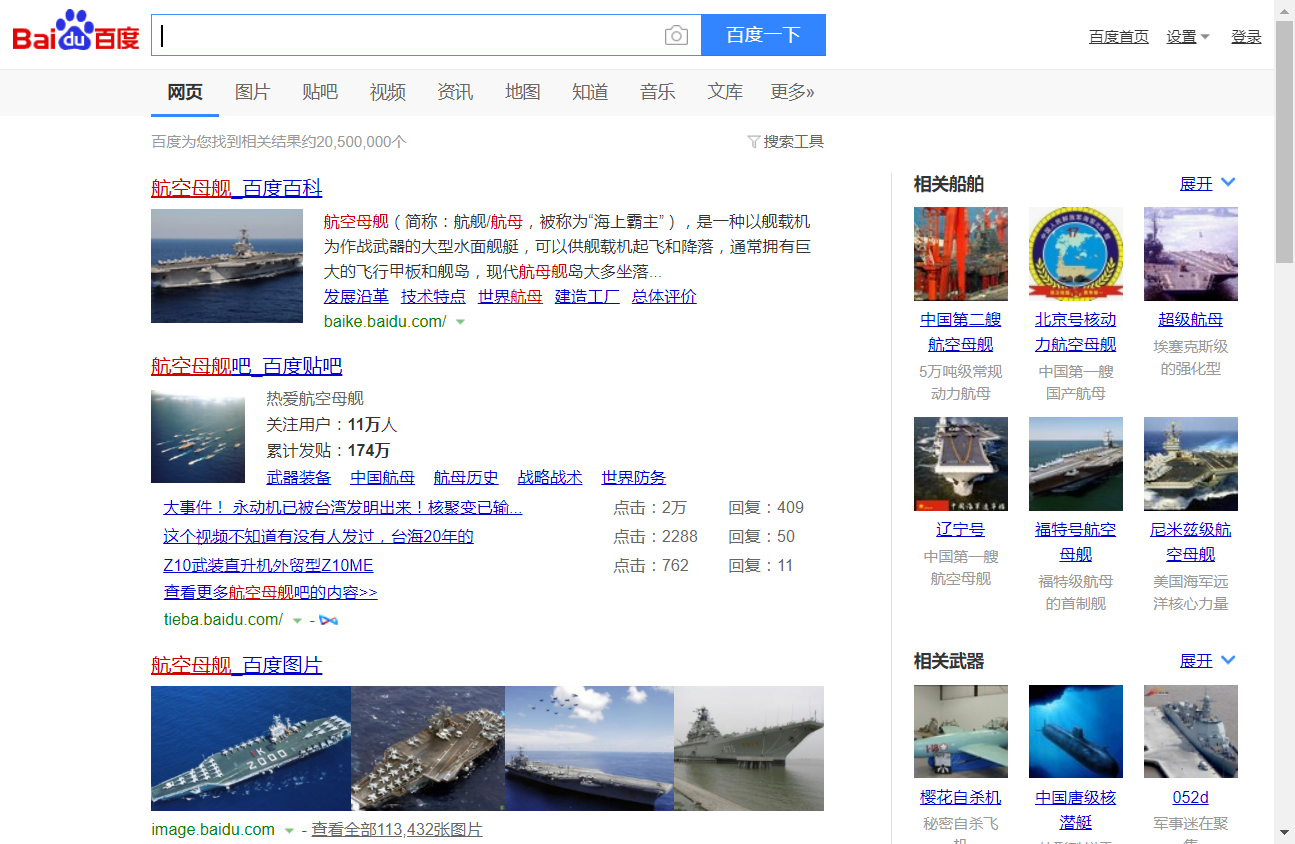 Bai du 百度
百度一下
百度首页 设置 登录
网页 图片 贴吧 视频 资讯 地图 知道 音乐 文库 更多»
百度为您找到相关结果约20,500,000个
搜索工具
航空母舰_百度百科
航空母舰（简称：航舰/航母，被称为“海上霸主”），是一种以舰载机
为作战武器的大型水面舰艇，可以供舰载机起飞和降落，通常拥有巨
大的飞行甲板和舰岛，现代航母舰岛大多坐落...
发展沿革 技术特点 世界航母 建造工厂 总体评价
baike.baidu.com/
航空母舰吧_百度贴吧
热爱航空母舰
关注用户：11万人
累计发贴：174万
武器装备 中国航母 航母历史 战略战术 世界防务
大事件！ 永动机已被台湾发明出来！核聚变已输... 点击：2万 回复：409
这个视频不知道有没有人发过，台海20年的 点击：2288 回复：50
Z10武装直升机外贸型Z10ME 点击：762 回复：11
查看更多航空母舰吧的内容>>
tieba.baidu.com/ -
航空母舰_百度图片
2000
image.baidu.com - 查看全部113,432张图片
相关船舶 展开
中国第二艘
航空母舰
5万吨级常规
动力航母
北京号核动
力航空母舰
中国第一艘
国产航母
超级航母
埃塞克斯级
的强化型
辽宁号
中国第一艘
航空母舰
福特号航空
母舰
福特级航母
的首制舰
尼米兹级航
空母舰
美国海军远
洋核心力量
相关武器 展开
樱花自杀机
秘密自杀飞
中国唐级核
潜艇
052d
军事迷在聚